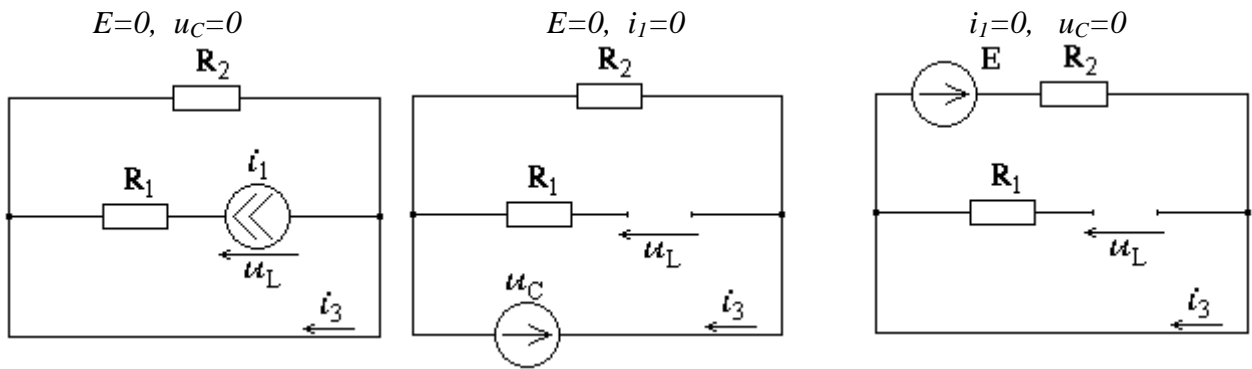 E=0, u_C=0
E=0, i_1=0
i_1=0, u_C=0
R_2
R_2
E
R_2
R_1
i_1
R_1
R_1
u_L
u_L
u_L
i_3
u_C
i_3
i_3